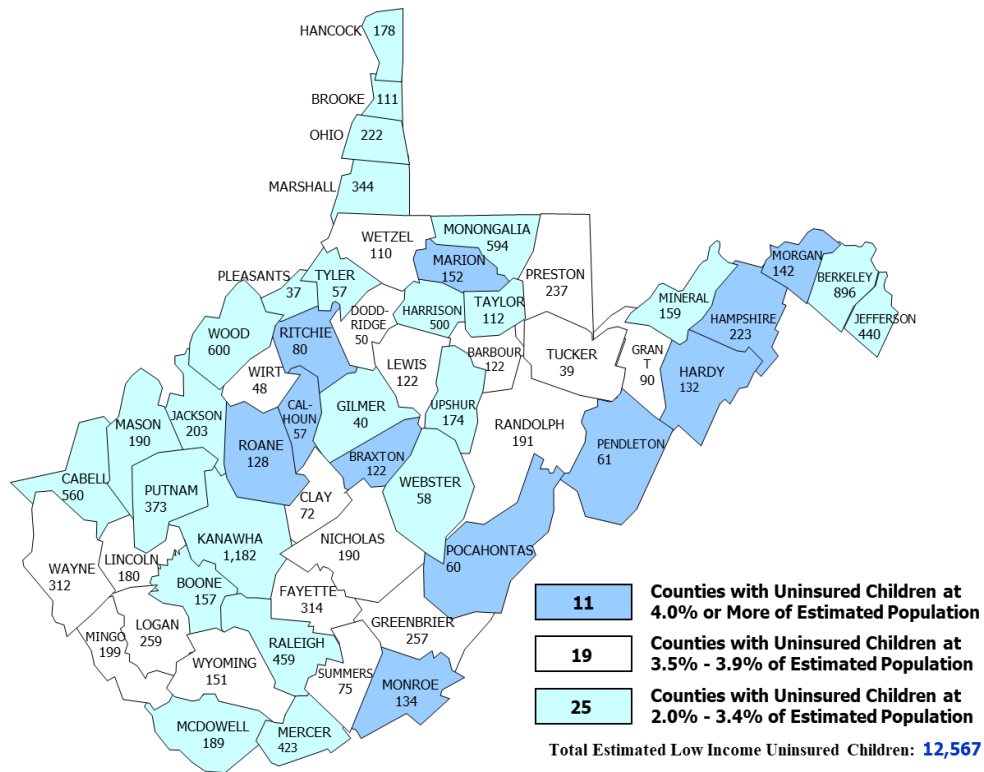 HANCOCK
178
BROOKE
111
OHIO
222
MARSHALL
344
WETZEL
110
MONONGALIA
594
MARION
152
PRESTON
237
MORGAN
142
BERKELEY
896
JEFFERSON
440
PLEASANTS
37
TYLER
57
MINERAL
159
HAMPSHIRE
223
WOOD
600
RITCHIE
80
DODD-
RIDGE
50
HARRISON
500
TAYLOR
112
BARBOUR
122
TUCKER
39
GRAN
T
90
HARDY
132
WIRT
48
LEWIS
122
MASON
190
JACKSON
203
CAL-
HOUN
57
GILMER
40
UPSHUR
174
RANDOLPH
191
PENDLETON
61
ROANE
128
BRAXTON
122
WEBSTER
58
CABELL
560
PUTNAM
373
CLAY
72
KANAWHA
1,182
NICHOLAS
190
POCAHONTAS
60
WAYNE
312
LINCOLN
180
BOONE
157
FAYETTE
314
GREENBRIER
257
MINGO
199
LOGAN
259
WYOMING
151
RALEIGH
459
SUMMERS
75
MONROE
134
MCDOWELL
189
MERCER
423
11
Counties with Uninsured Children at
4.0% or More of Estimated Population
19
Counties with Uninsured Children at
3.5% - 3.9% of Estimated Population
25
Counties with Uninsured Children at
2.0% - 3.4% of Estimated Population
Total Estimated Low Income Uninsured Children: 12,567